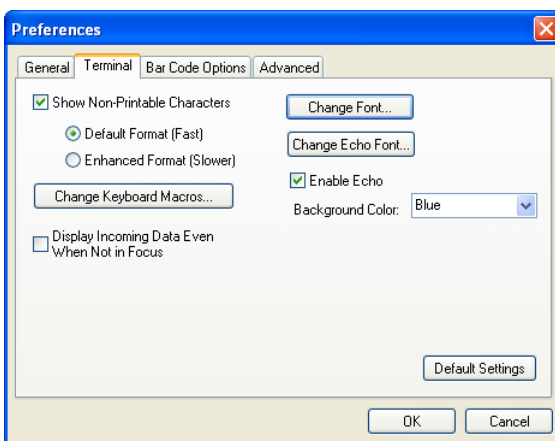 Preferences
General Terminal Bar Code Options Advanced
Show Non-Printable Characters
Default Format (Fast)
Enhanced Format (Slower)
Change Keyboard Macros...
Display Incoming Data Even
When Not in Focus
Change Font...
Change Echo Font...
Enable Echo
Background Color: Blue
Default Settings
OK Cancel